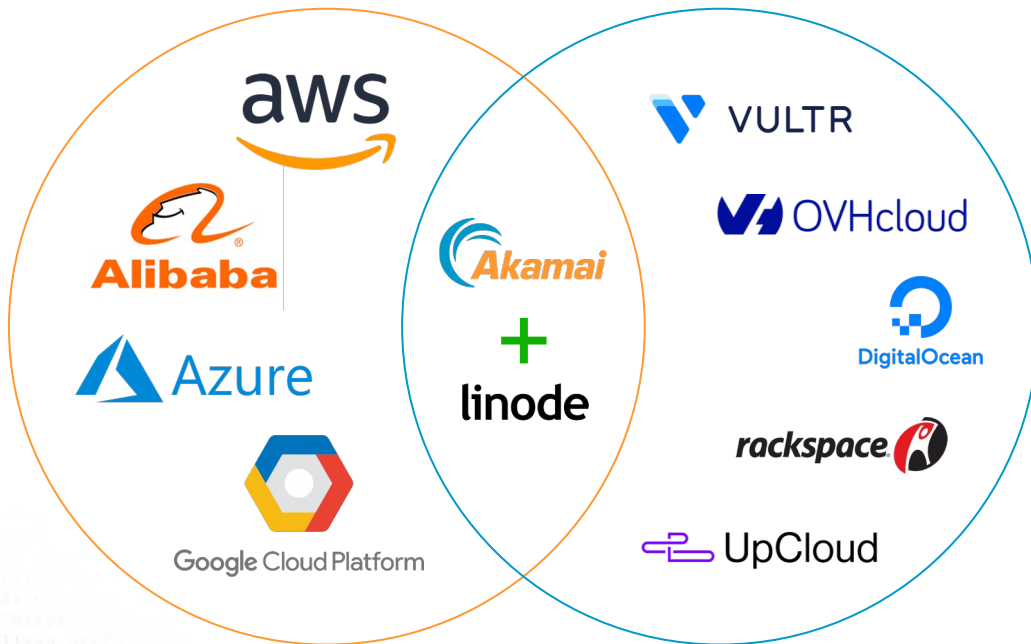 aws
Alibaba
®
Azure
Google Cloud Platform
Akamai
+
linode
VULTR
OVHcloud
DigitalOcean
rackspace®
UpCloud